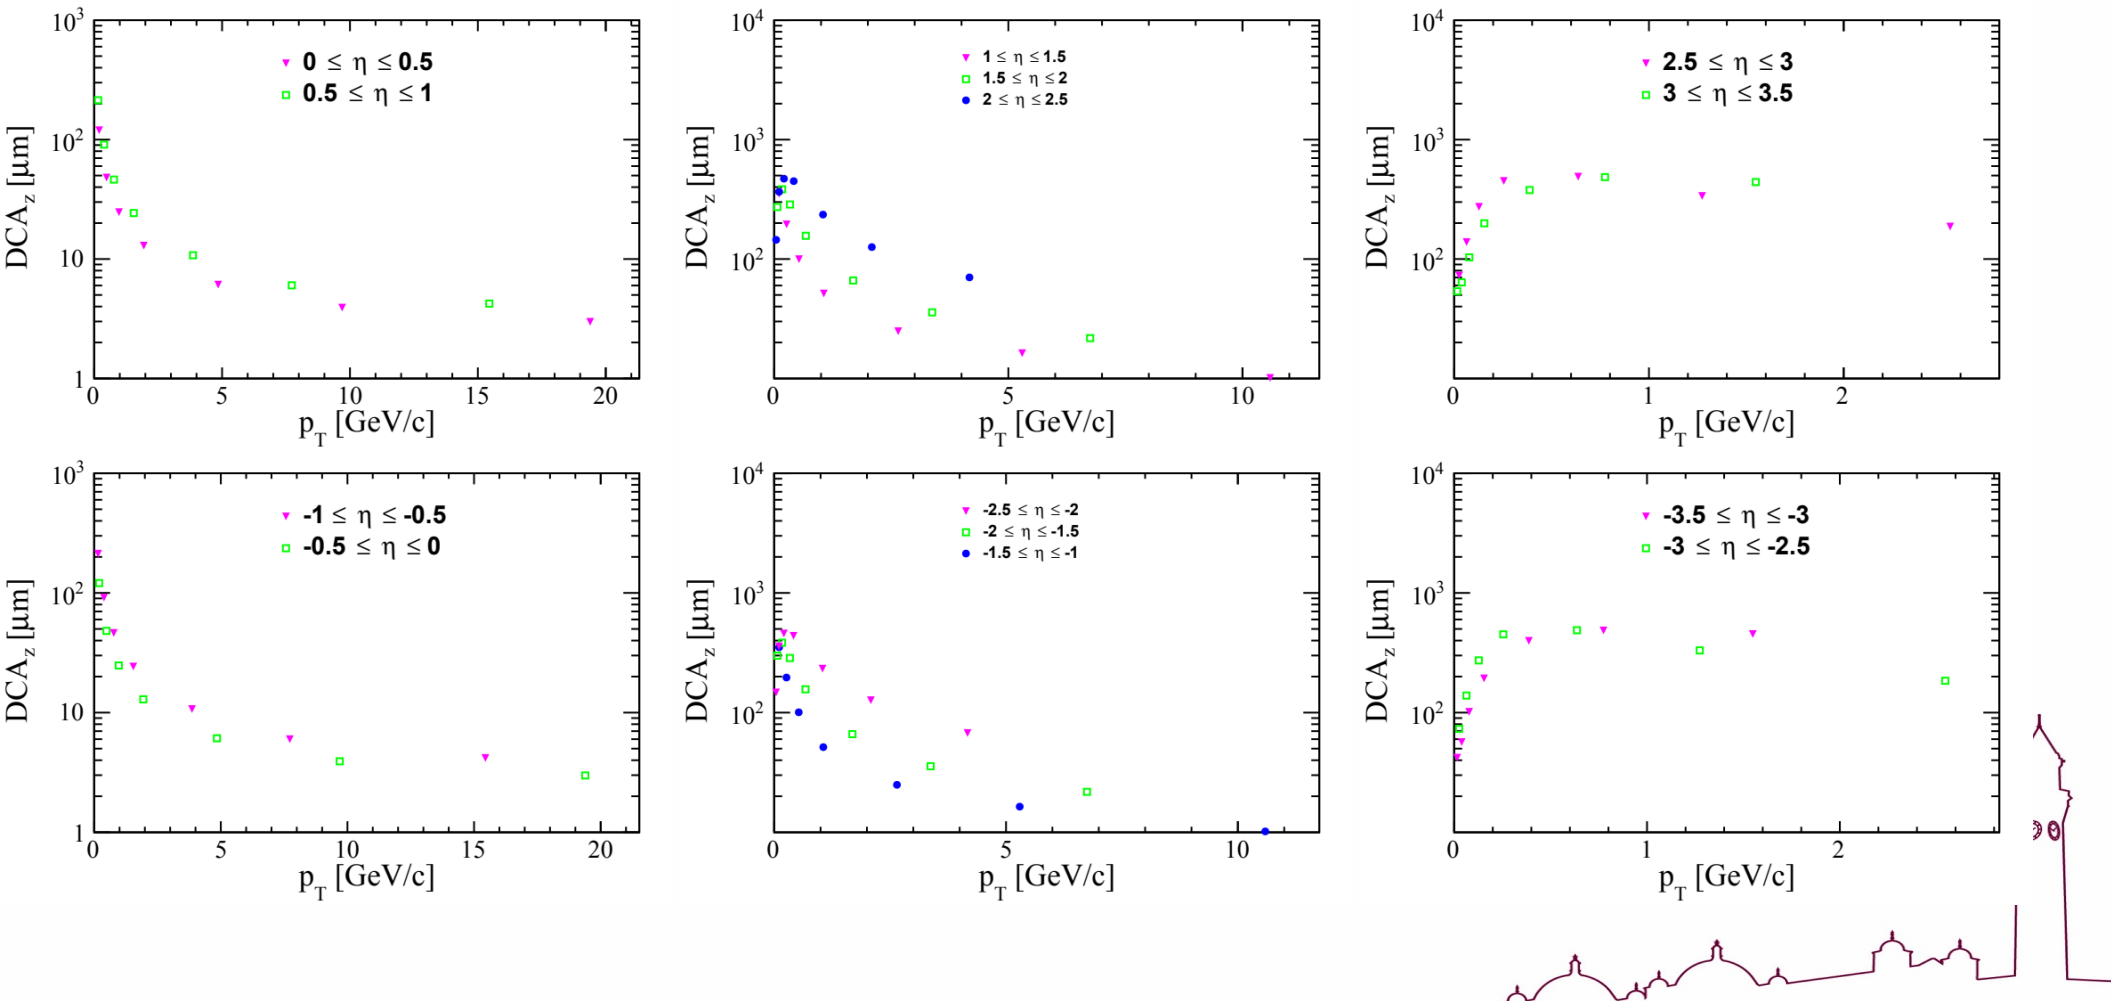 10³
10²
10
1
DCA_z [μm]
0 ≤ η ≤ 0.5
0.5 ≤ η ≤ 1
0 5 10 15 20
p_T [GeV/c]
10⁴
10³
10²
DCA_z [μm]
1 ≤ η ≤ 1.5
1.5 ≤ η ≤ 2
2 ≤ η ≤ 2.5
0 5 10
p_T [GeV/c]
10⁴
10³
10²
DCA_z [μm]
2.5 ≤ η ≤ 3
3 ≤ η ≤ 3.5
0 1 2
p_T [GeV/c]
10³
10²
10
1
DCA_z [μm]
-1 ≤ η ≤ -0.5
-0.5 ≤ η ≤ 0
0 5 10 15 20
p_T [GeV/c]
10⁴
10³
10²
DCA_z [μm]
-2.5 ≤ η ≤ -2
-2 ≤ η ≤ -1.5
-1.5 ≤ η ≤ -1
0 5 10
p_T [GeV/c]
10⁴
10³
10²
DCA_z [μm]
-3.5 ≤ η ≤ -3
-3 ≤ η ≤ -2.5
0 1 2
p_T [GeV/c]